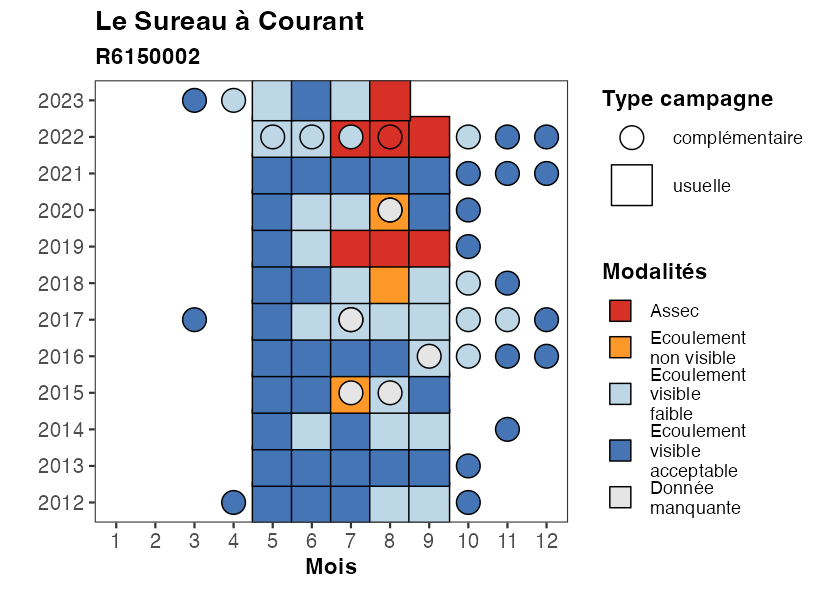 Le Sureau à Courant
R6150002
2023
2022
2021
2020
2019
2018
2017
2016
2015
2014
2013
2012
1 2 3 4 5 6 7 8 9 10 11 12
Mois
Type campagne
complémentaire
usuelle
Modalités
Assec
Ecoulement
non visible
Ecoulement
visible
faible
Ecoulement
visible
acceptable
Donnée
manquante